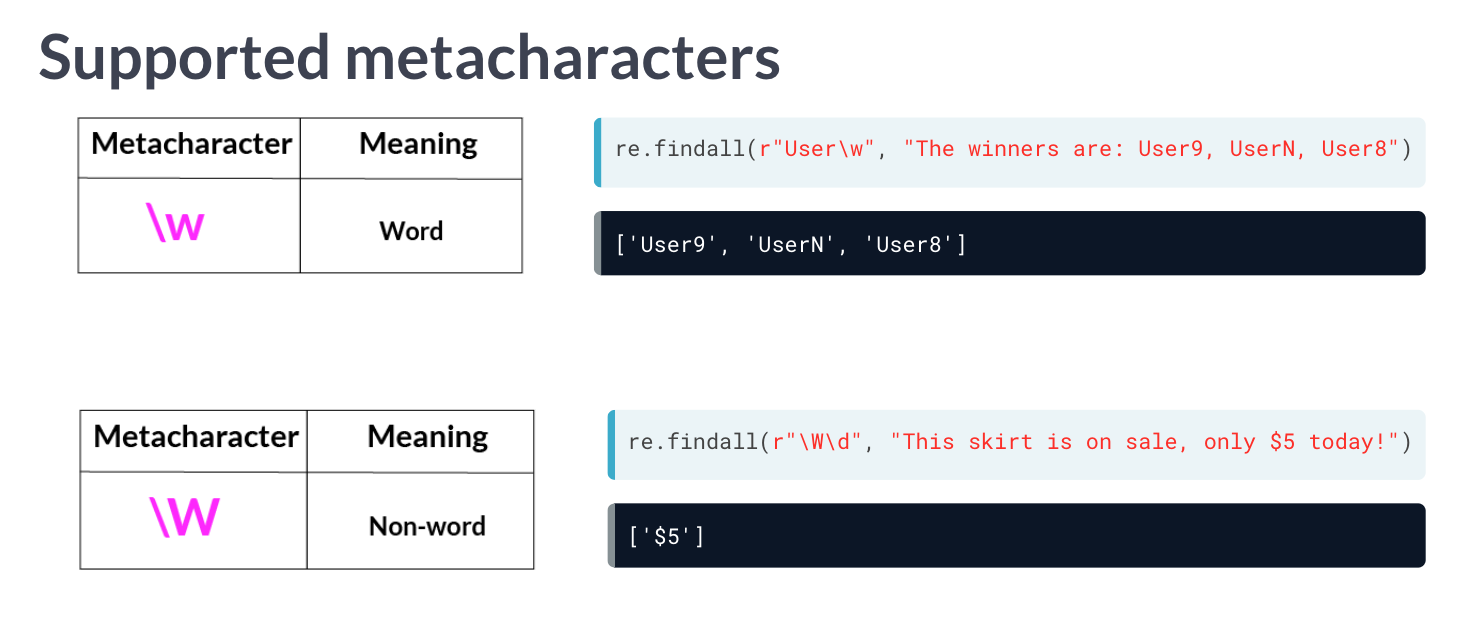 Supported metacharacters
Metacharacter Meaning
\w Word
re.findall(r"User\w", "The winners are: User9, UserN, User8")
['User9', 'UserN', 'User8']
Metacharacter Meaning
\W Non-word
re.findall(r"\W\d", "This skirt is on sale, only $5 today!")
['$5']